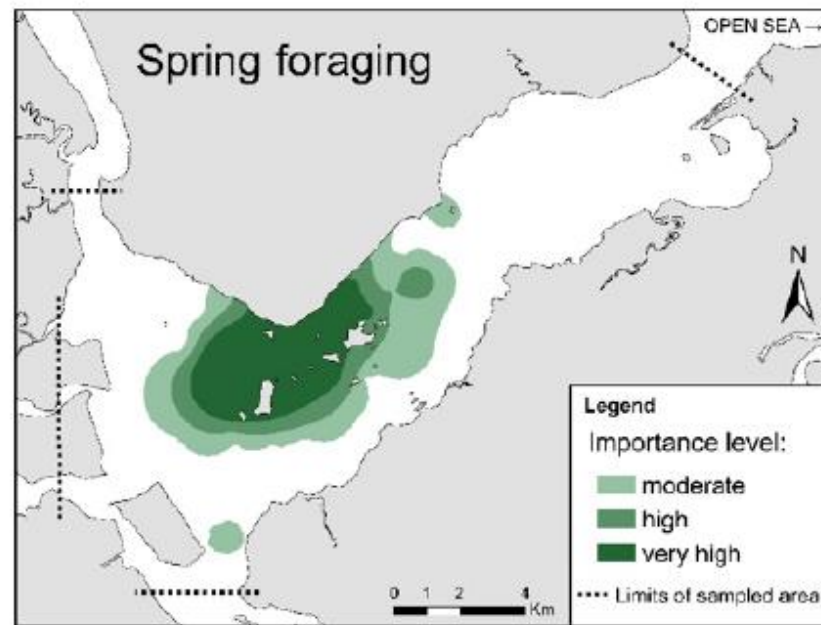 OPEN SEA →
Spring foraging
N
Legend
Importance level:
moderate
high
very high
Limits of sampled area
0 1 2 4
Km